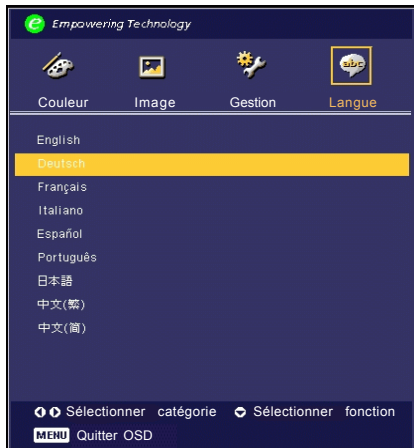 e Empowering Technology
abc
Couleur Image Gestion Langue
English
Deutsch
Français
Italiano
Español
Português
日本語
中文(繁)
中文(简)
Sélectionner catégorie Sélectionner fonction
MENU Quitter OSD